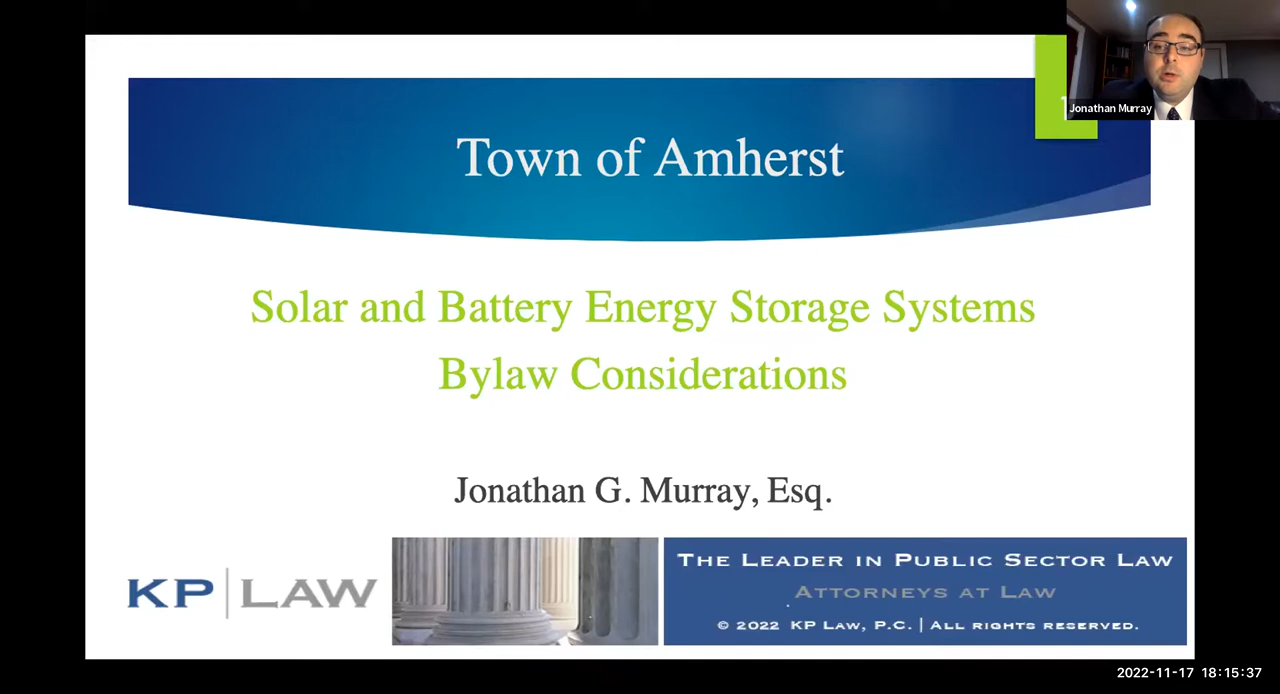 Town of Amherst
Jonathan Murray
Solar and Battery Energy Storage Systems
Bylaw Considerations
Jonathan G. Murray, Esq.
KP | LAW
THE LEADER IN PUBLIC SECTOR LAW
ATTORNEYS AT LAW
© 2022 KP LAW, P.C. | ALL RIGHTS RESERVED.
2022-11-17 18:15:37